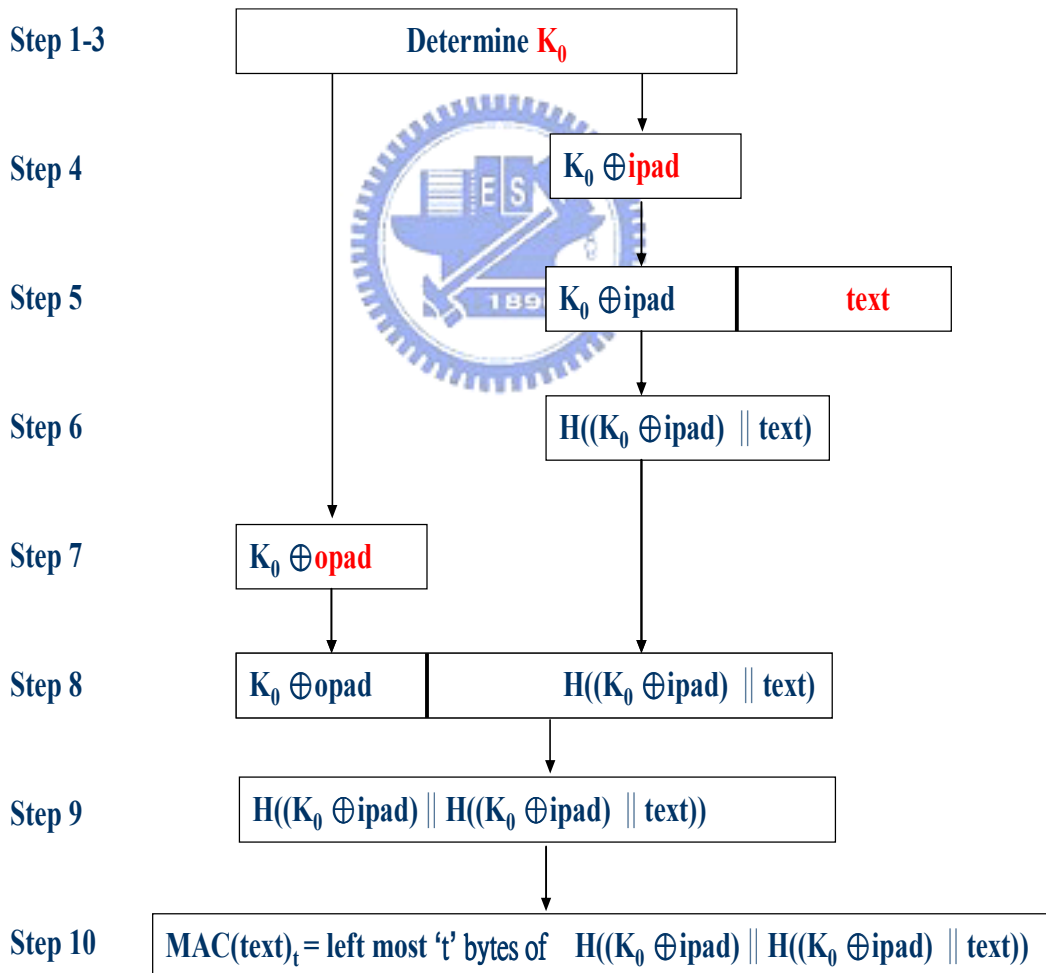 Step 1-3 Determine K₀
Step 4 K₀ ⊕ipad
ES
Step 5 K₀ ⊕ipad text
189
Step 6 H((K₀ ⊕ipad) || text)
Step 7 K₀ ⊕opad
Step 8 K₀ ⊕opad H((K₀ ⊕ipad) || text)
Step 9 H((K₀ ⊕ipad) || H((K₀ ⊕ipad) || text))
Step 10 MAC(text)ₜ = left most ‘t’ bytes of H((K₀ ⊕ipad) || H((K₀ ⊕ipad) || text))